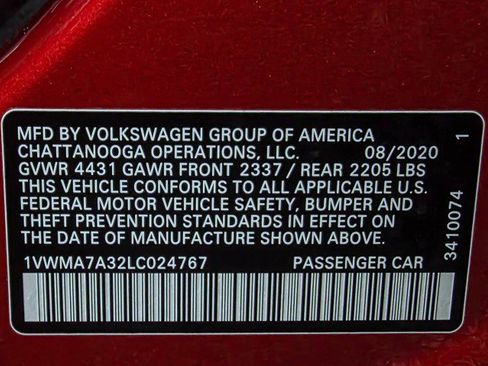 MFD BY VOLKSWAGEN GROUP OF AMERICA
CHATTANOOGA OPERATIONS, LLC. 08/2020
GVWR 4431 GAWR FRONT 2337 / REAR 2205 LBS
THIS VEHICLE CONFORMS TO ALL APPLICABLE U.S.
FEDERAL MOTOR VEHICLE SAFETY, BUMPER AND
THEFT PREVENTION STANDARDS IN EFFECT ON
THE DATE OF MANUFACTURE SHOWN ABOVE.
1VWMA7A32LC024767 PASSENGER CAR
3410074 1